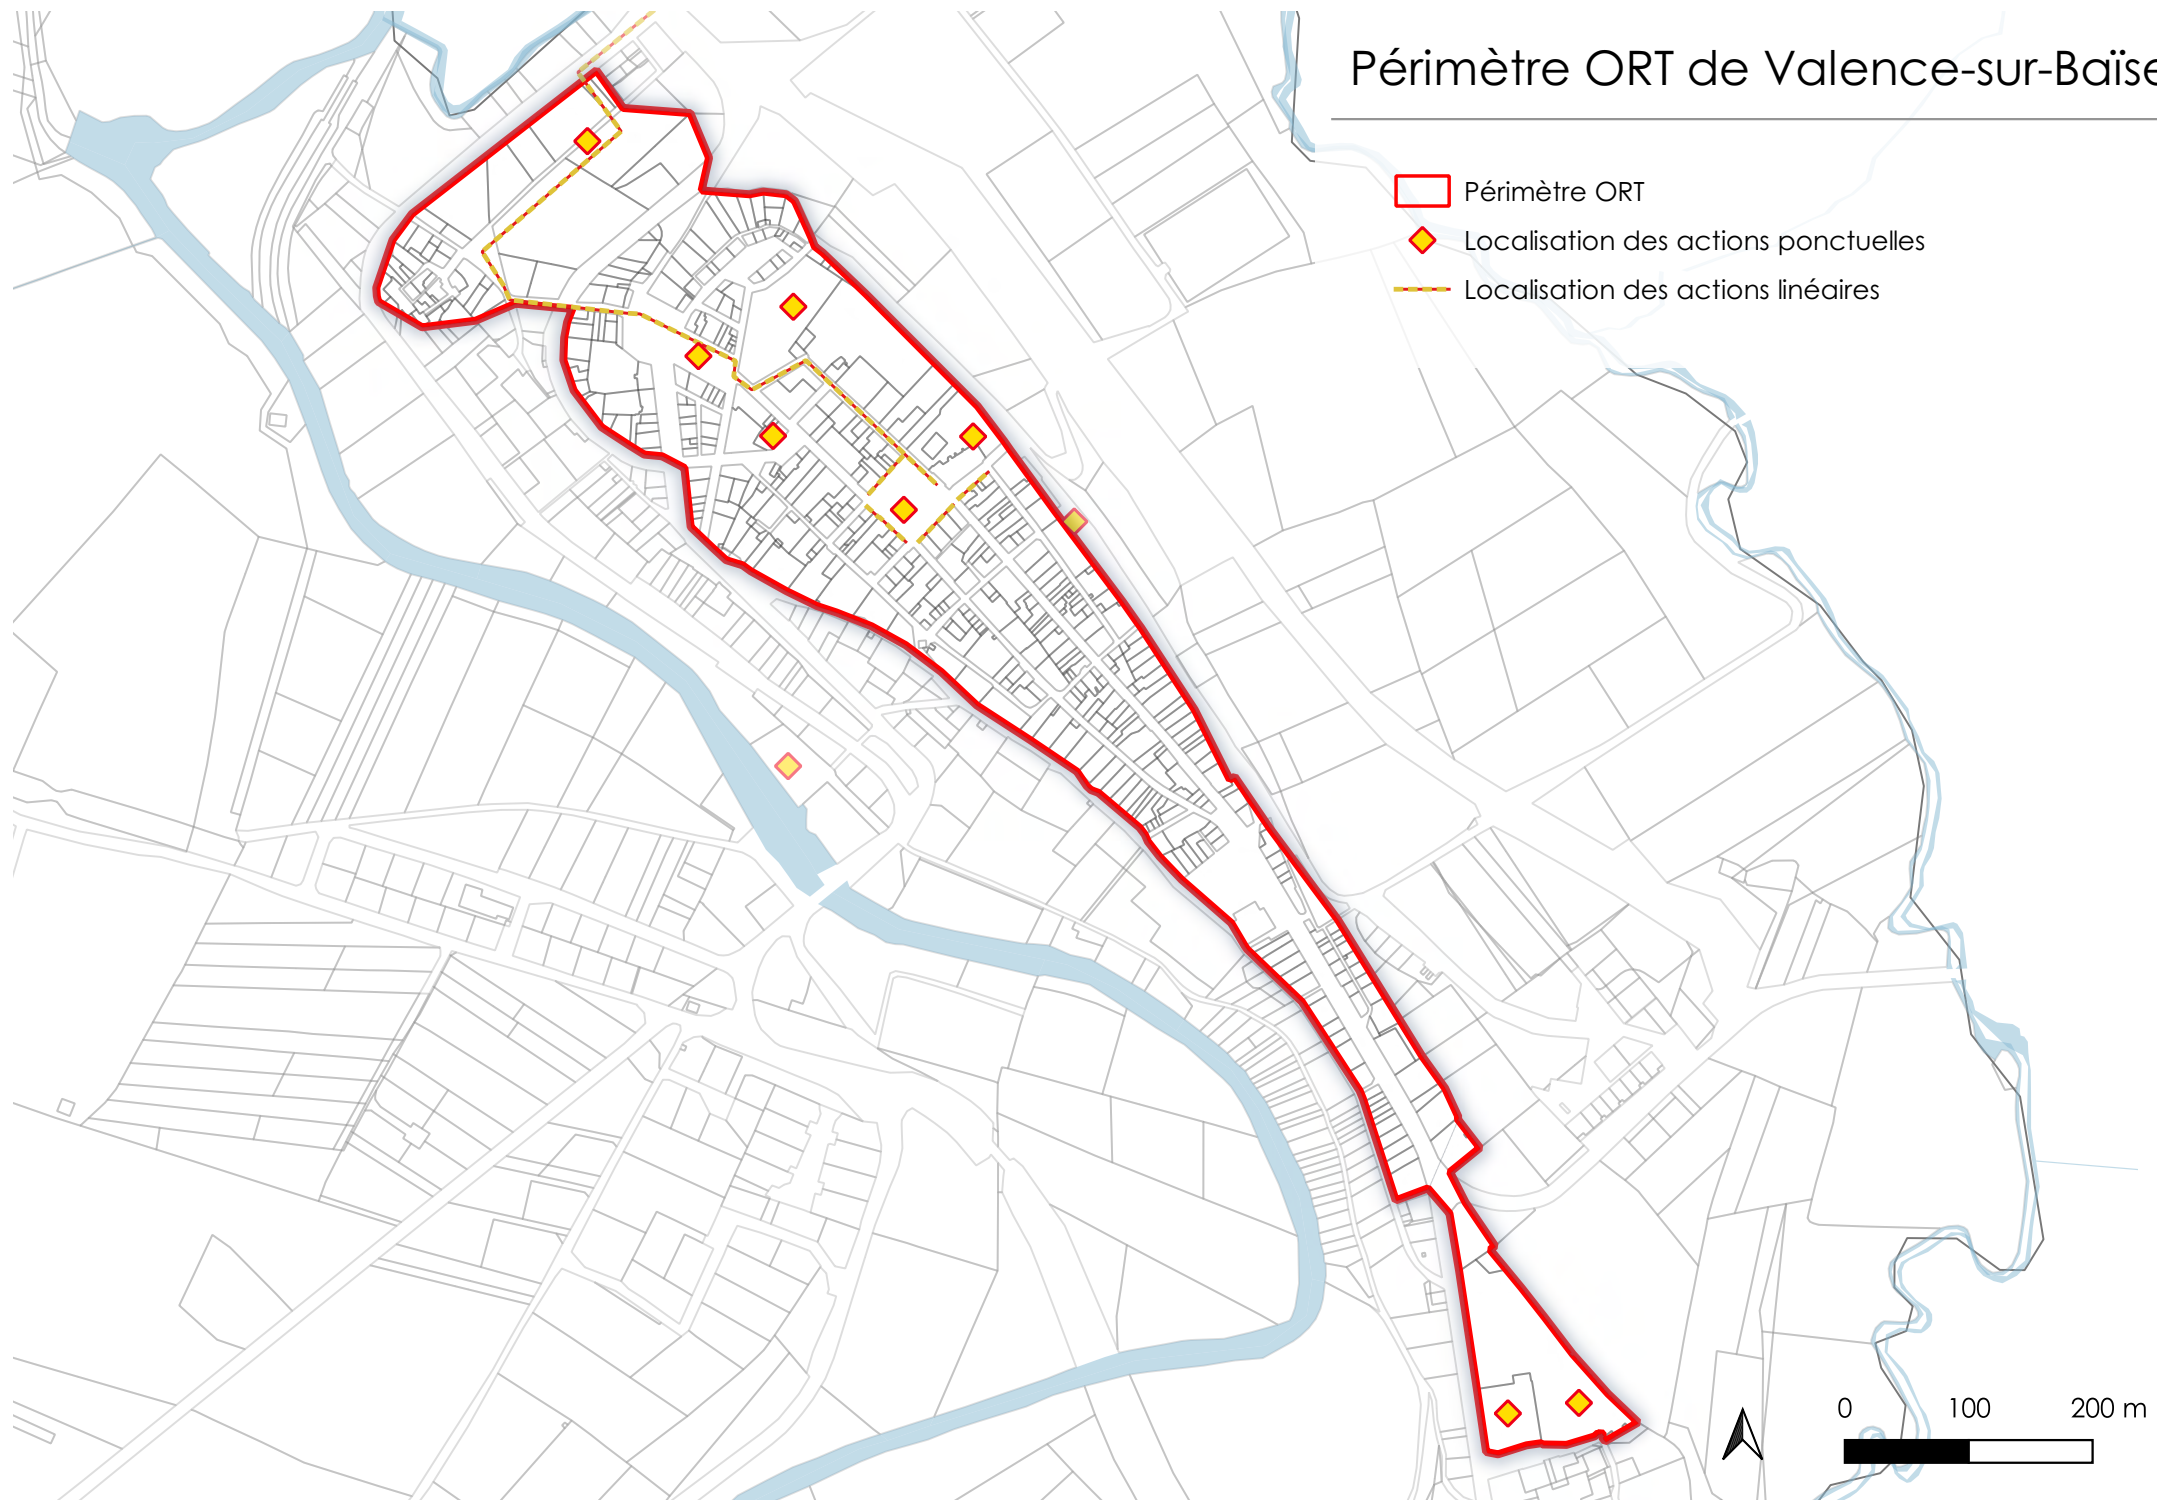 Périmètre ORT de Valence-sur-Baïse
Périmètre ORT
Localisation des actions ponctuelles
Localisation des actions linéaires
0 100 200 m